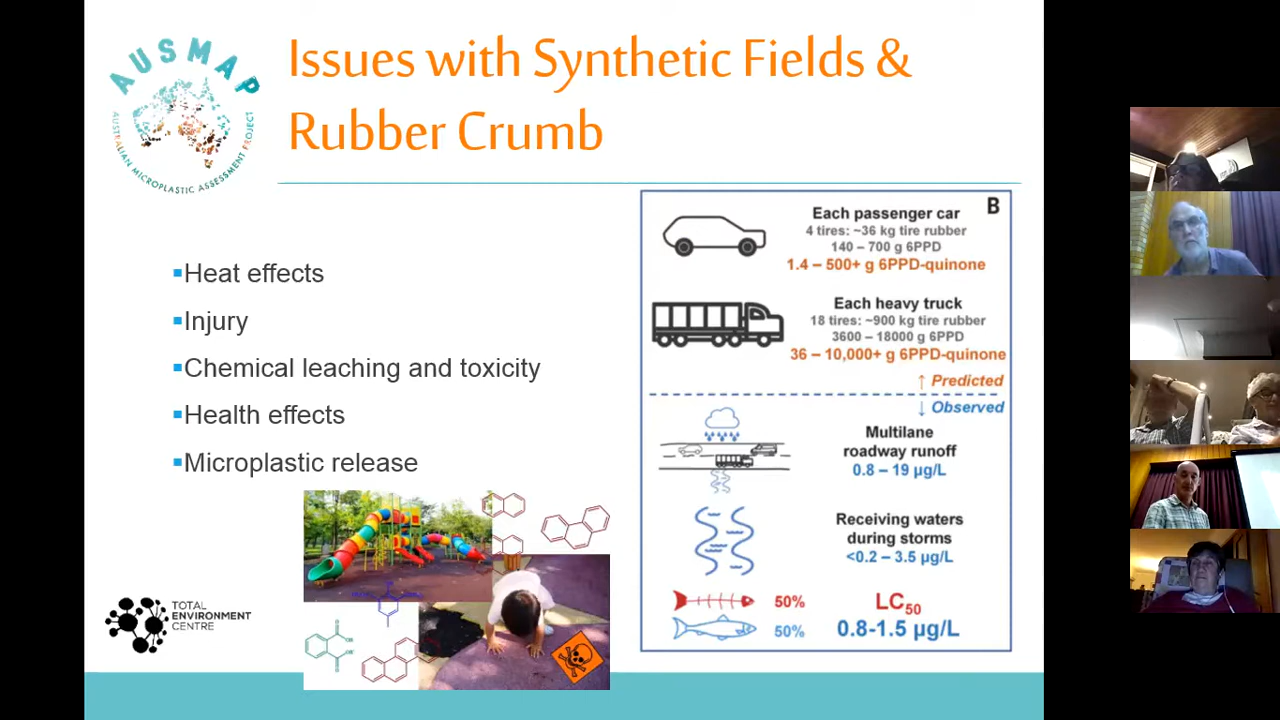 AUSMAP
AUSTRALIAN MICROPLASTIC ASSESSMENT PROJECT
Issues with Synthetic Fields &
Rubber Crumb
▪Heat effects
▪Injury
▪Chemical leaching and toxicity
▪Health effects
▪Microplastic release
TOTAL
ENVIRONMENT
CENTRE
B
Each passenger car
4 tires: ~36 kg tire rubber
140 – 700 g 6PPD
1.4 – 500+ g 6PPD-quinone
Each heavy truck
18 tires: ~900 kg tire rubber
3600 – 18000 g 6PPD
36 – 10,000+ g 6PPD-quinone
↑ Predicted
↓ Observed
Multilane
roadway runoff
0.8 – 19 µg/L
Receiving waters
during storms
<0.2 – 3.5 µg/L
50%
LC50
50%
0.8-1.5 µg/L